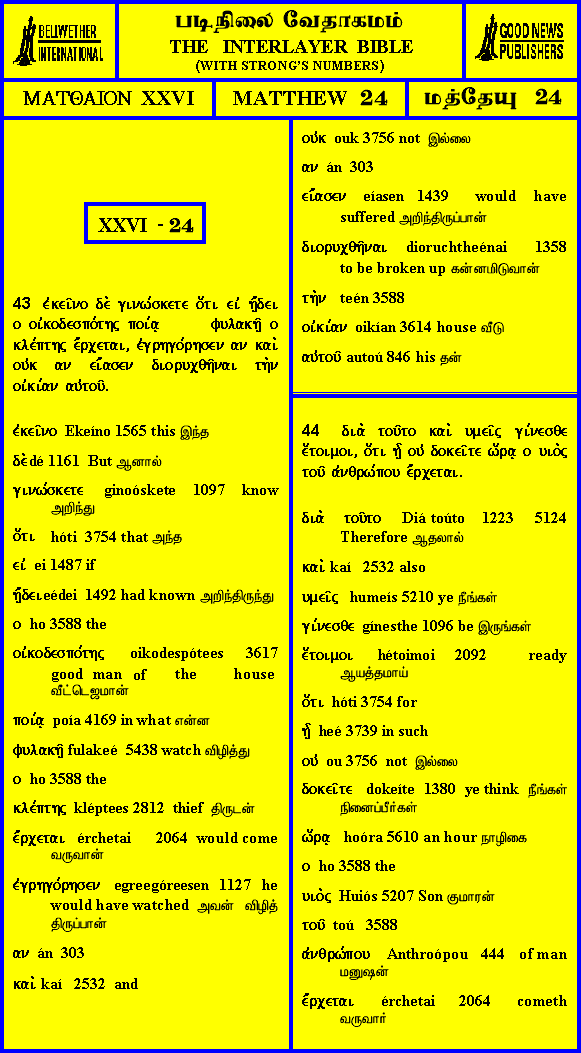 BELLWETHER
INTERNATIONAL
படிநிலை வேதாகமம்
THE INTERLAYER BIBLE
(WITH STRONG'S NUMBERS)
GOOD NEWS
PUBLISHERS
ΜΑΤΘΑΙΟΝ XXVI
MATTHEW 24
மத்தேயு 24
XXVI - 24
43 ἐκεῖνο δὲ γινώσκετε ὅτι εἰ ᾔδει
ο οἰκοδεσπότης ποίᾳ φυλακῇ ο
κλέπτης ἔρχεται, ἐγρηγόρησεν αν καὶ
οὐκ αν εἴασεν διορυχθῆναι τὴν
οἰκίαν αὐτοῦ.
ἐκεῖνο Ekeíno 1565 this இந்த
δὲ dé 1161 But ஆனால்
γινώσκετε ginoóskete 1097 know
அறிந்து
ὅτι hóti 3754 that அந்த
εἰ ei 1487 if
ᾔδει eédei 1492 had known அறிந்திருந்து
ο ho 3588 the
οἰκοδεσπότης oikodespótees 3617
good man of the house
வீட்டெஜமான்
ποίᾳ poía 4169 in what என்ன
φυλακῇ fulakeé 5438 watch விழித்து
ο ho 3588 the
κλέπτης kléptees 2812 thief திருடன்
ἔρχεται érchetai 2064 would come
வருவான்
ἐγρηγόρησεν egreegóreesen 1127 he
would have watched அவன் விழித்
திருப்பான்
αν án 303
καὶ kaí 2532 and
οὐκ ouk 3756 not இல்லை
αν án 303
εἴασεν eíasen 1439 would have
suffered அறிந்திருப்பான்
διορυχθῆναι dioruchtheénai 1358
to be broken up கன்னமிடுவான்
τὴν teén 3588
οἰκίαν oikían 3614 house வீடு
αὐτοῦ autoú 846 his தன்
44 διὰ τοῦτο καὶ υμεῖς γίνεσθε
ἕτοιμοι, ὅτι ᾗ οὐ δοκεῖτε ὥρᾳ ο υιὸς
τοῦ ἀνθρώπου ἔρχεται.
διὰ τοῦτο Diá toúto 1223 5124
Therefore ஆதலால்
καὶ kaí 2532 also
υμεῖς humeís 5210 ye நீங்கள்
γίνεσθε gínesthe 1096 be இருங்கள்
ἕτοιμοι hétoimoi 2092 ready
ஆயத்தமாய்
ὅτι hóti 3754 for
ᾗ heé 3739 in such
οὐ ou 3756 not இல்லை
δοκεῖτε dokeíte 1380 ye think நீங்கள்
நினைப்பீர்கள்
ὥρᾳ hoóra 5610 an hour நாழிகை
ο ho 3588 the
υιὸς Huiós 5207 Son குமாரன்
τοῦ toú 3588
ἀνθρώπου Anthroópou 444 of man
மனுஷன்
ἔρχεται érchetai 2064 cometh
வருவார்